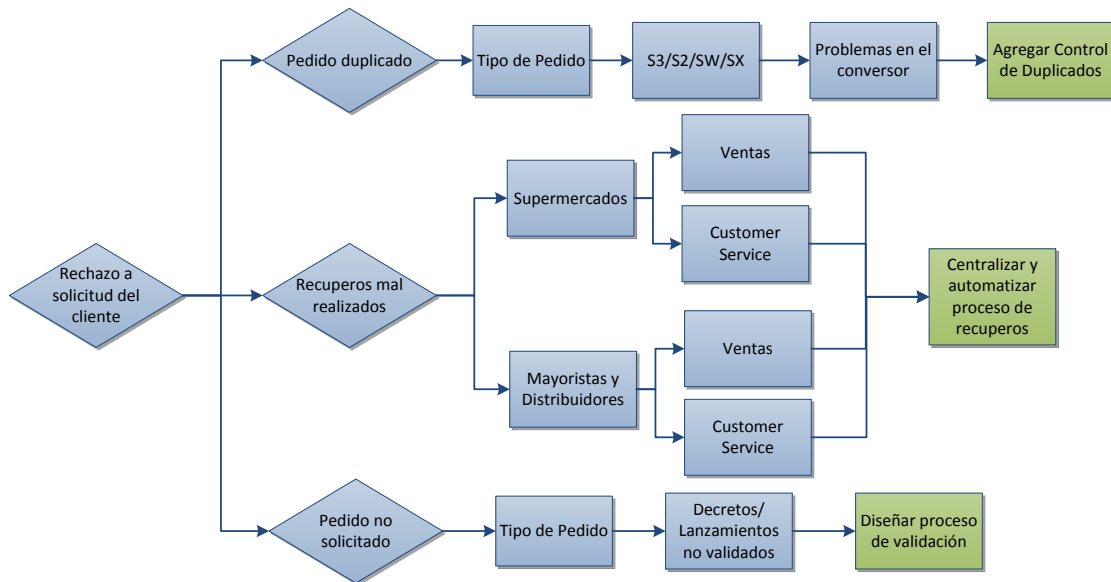 Pedido duplicado
Tipo de Pedido
S3/S2/SW/SX
Problemas en el
conversor
Agregar Control
de Duplicados
Rechazo a
solicitud del
cliente
Recuperos mal
realizados
Supermercados
Ventas
Customer
Service
Mayoristas y
Distribuidores
Ventas
Customer
Service
Centralizar y
automatizar
proceso de
recuperos
Pedido no
solicitado
Tipo de Pedido
Decretos/
Lanzamientos
no validados
Diseñar proceso
de validación